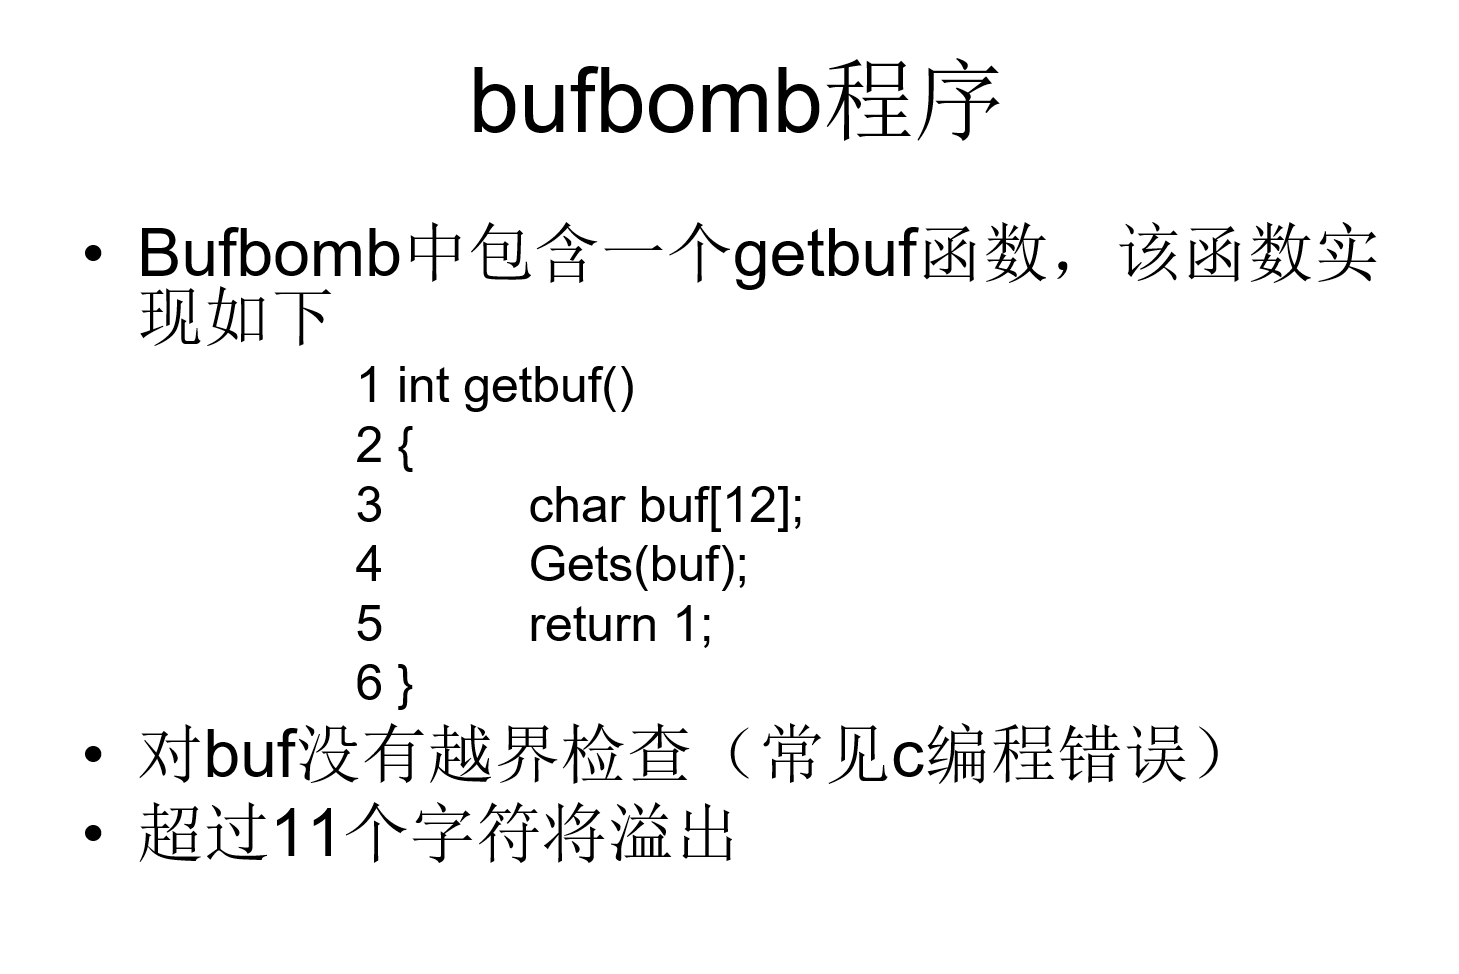 bufbomb程序
• Bufbomb中包含一个getbuf函数，该函数实
现如下
1 int getbuf()
2 {
3 char buf[12];
4 Gets(buf);
5 return 1;
6 }
• 对buf没有越界检查（常见c编程错误）
• 超过11个字符将溢出